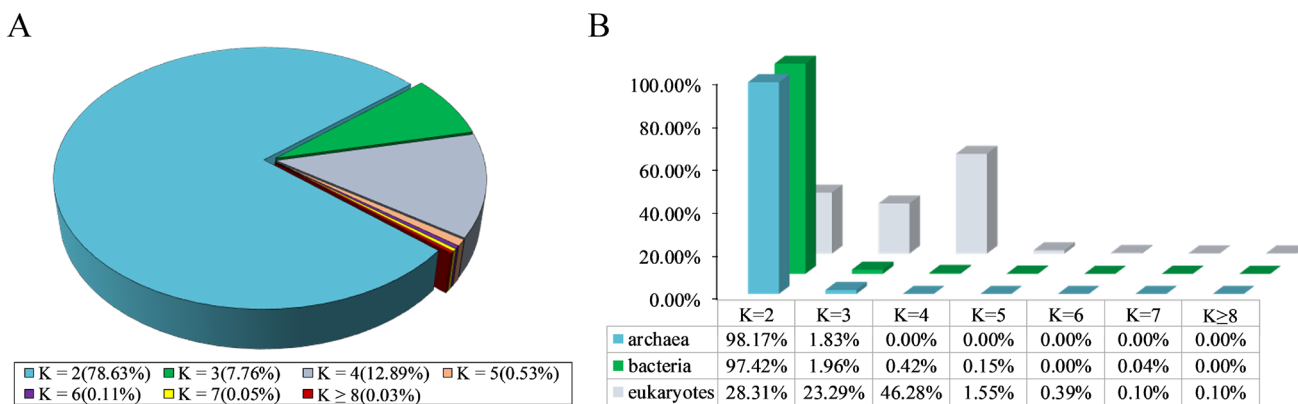 A
K = 2(78.63%) K = 3(7.76%) K = 4(12.89%) K = 5(0.53%)
K = 6(0.11%) K = 7(0.05%) K ≥ 8(0.03%)
B
100.00%
80.00%
60.00%
40.00%
20.00%
0.00%
K=2 K=3 K=4 K=5 K=6 K=7 K≥8
archaea 98.17% 1.83% 0.00% 0.00% 0.00% 0.00% 0.00%
bacteria 97.42% 1.96% 0.42% 0.15% 0.00% 0.04% 0.00%
eukaryotes 28.31% 23.29% 46.28% 1.55% 0.39% 0.10% 0.10%